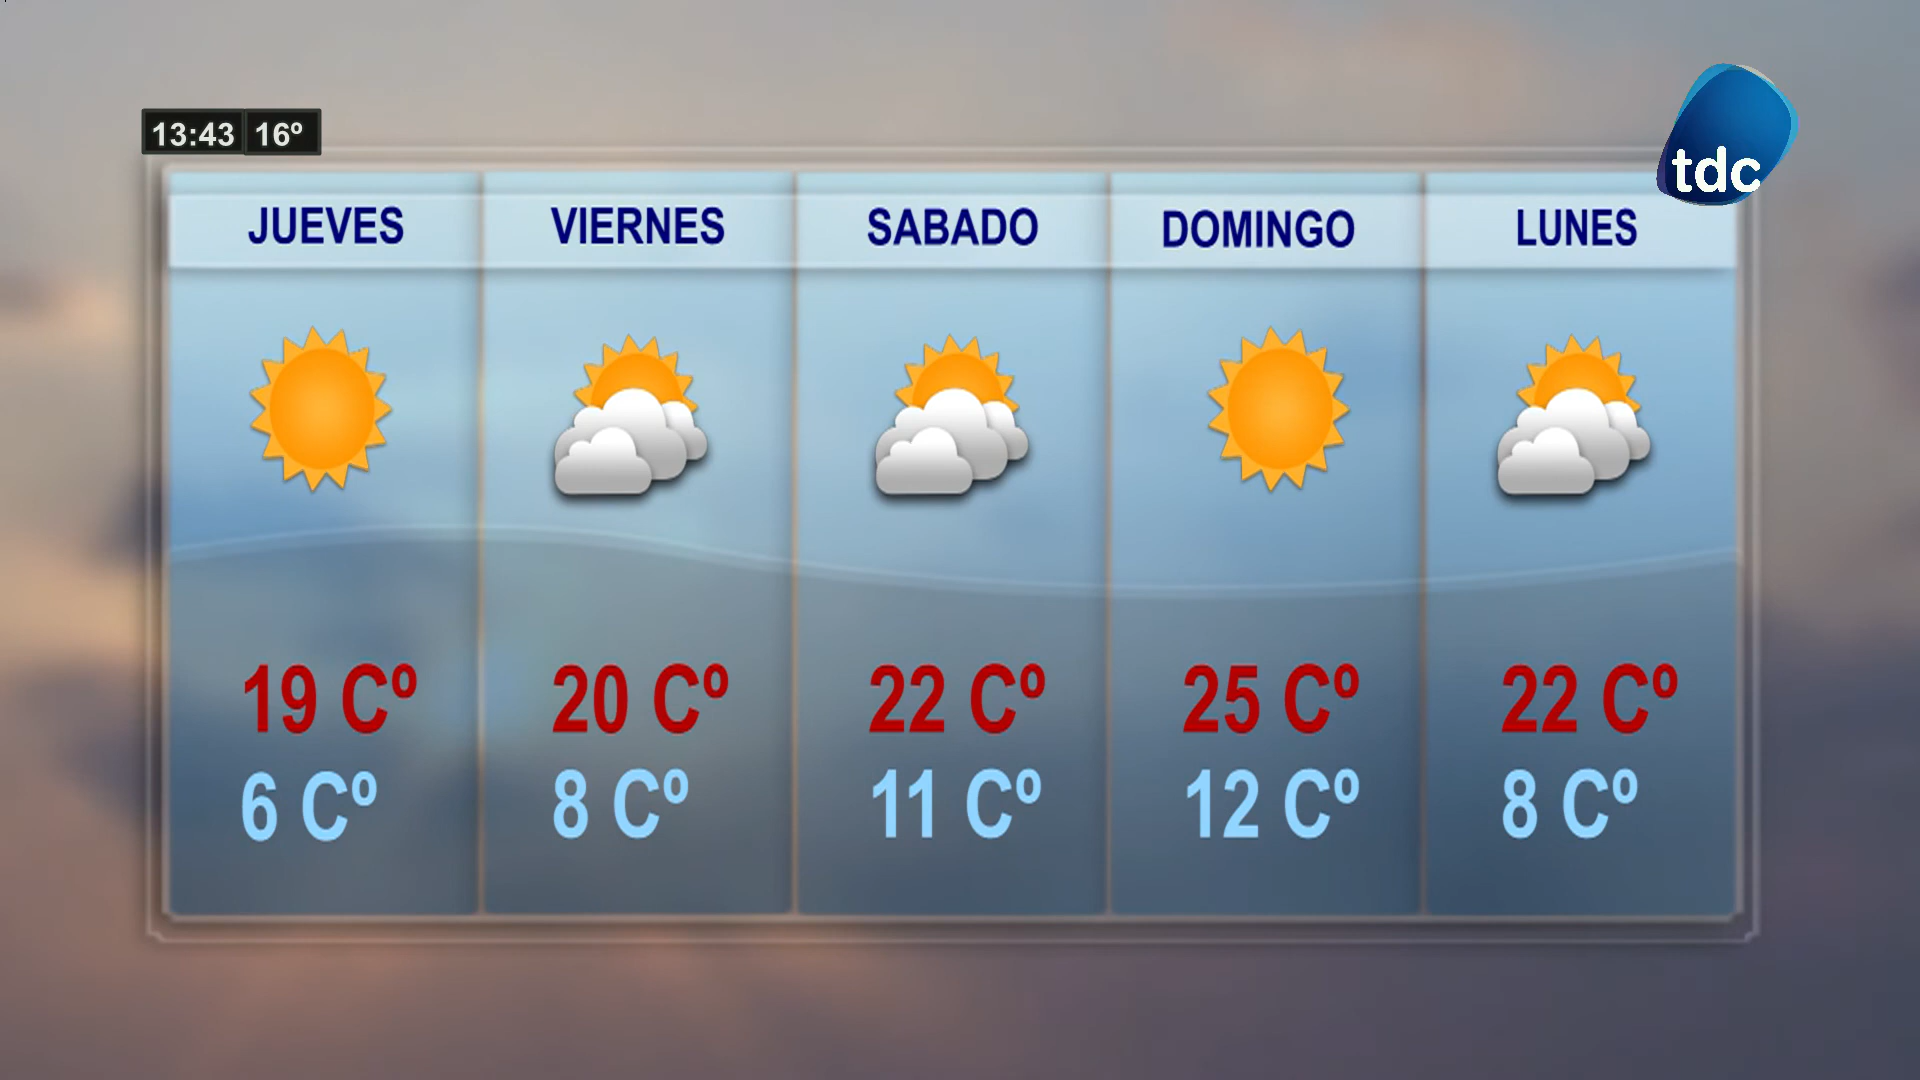 13:43 16º
tdc
JUEVES VIERNES SABADO DOMINGO LUNES
19 Cº 20 Cº 22 Cº 25 Cº 22 Cº
6 Cº 8 Cº 11 Cº 12 Cº 8 Cº